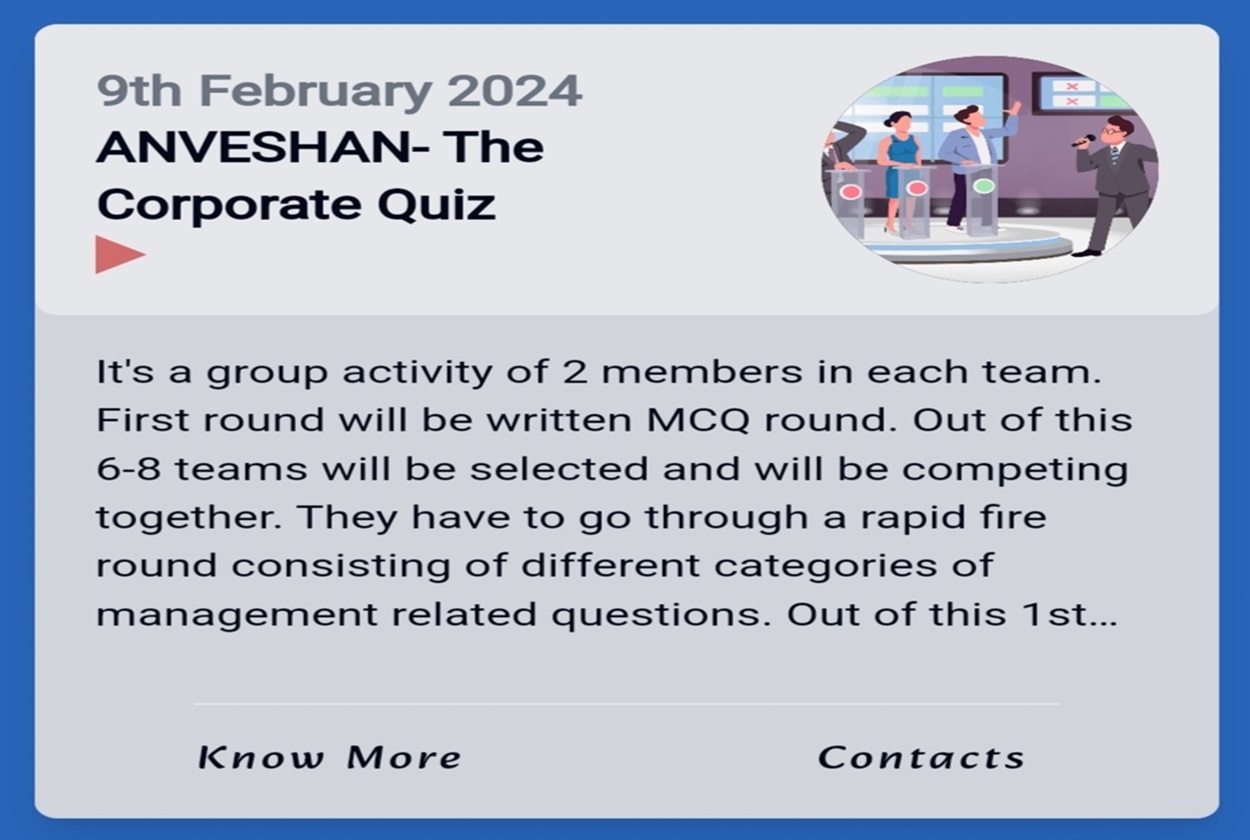 9th February 2024
ANVESHAN- The
Corporate Quiz
It's a group activity of 2 members in each team.
First round will be written MCQ round. Out of this
6-8 teams will be selected and will be competing
together. They have to go through a rapid fire
round consisting of different categories of
management related questions. Out of this 1st...
Know More
Contacts